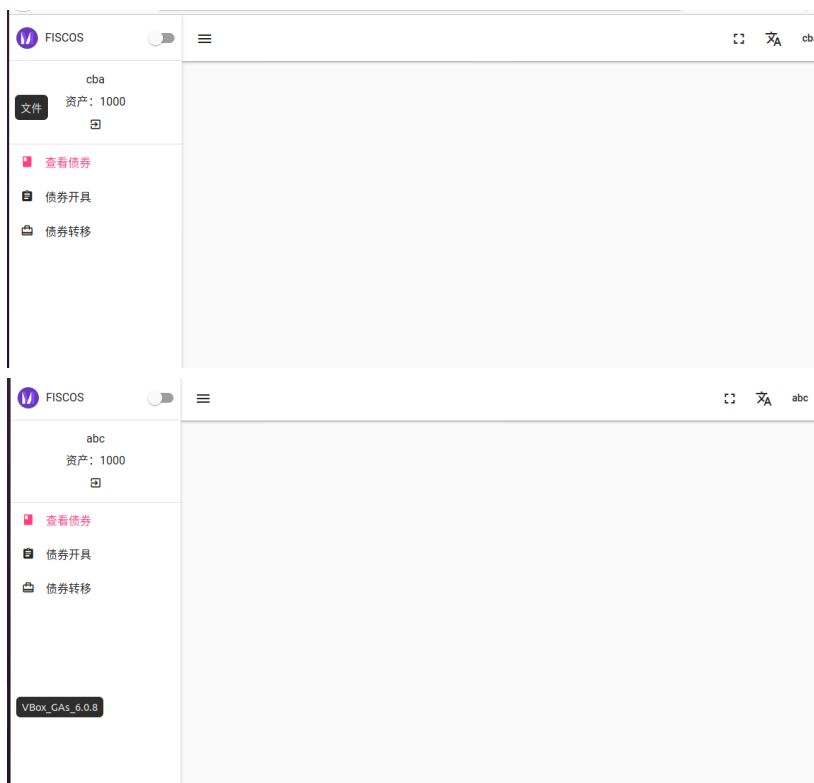 FISCOS
cba
cba
资产：1000
文件
查看债券
债券开具
债券转移
FISCOS
abc
abc
资产：1000
查看债券
债券开具
债券转移
VBox_GAs_6.0.8